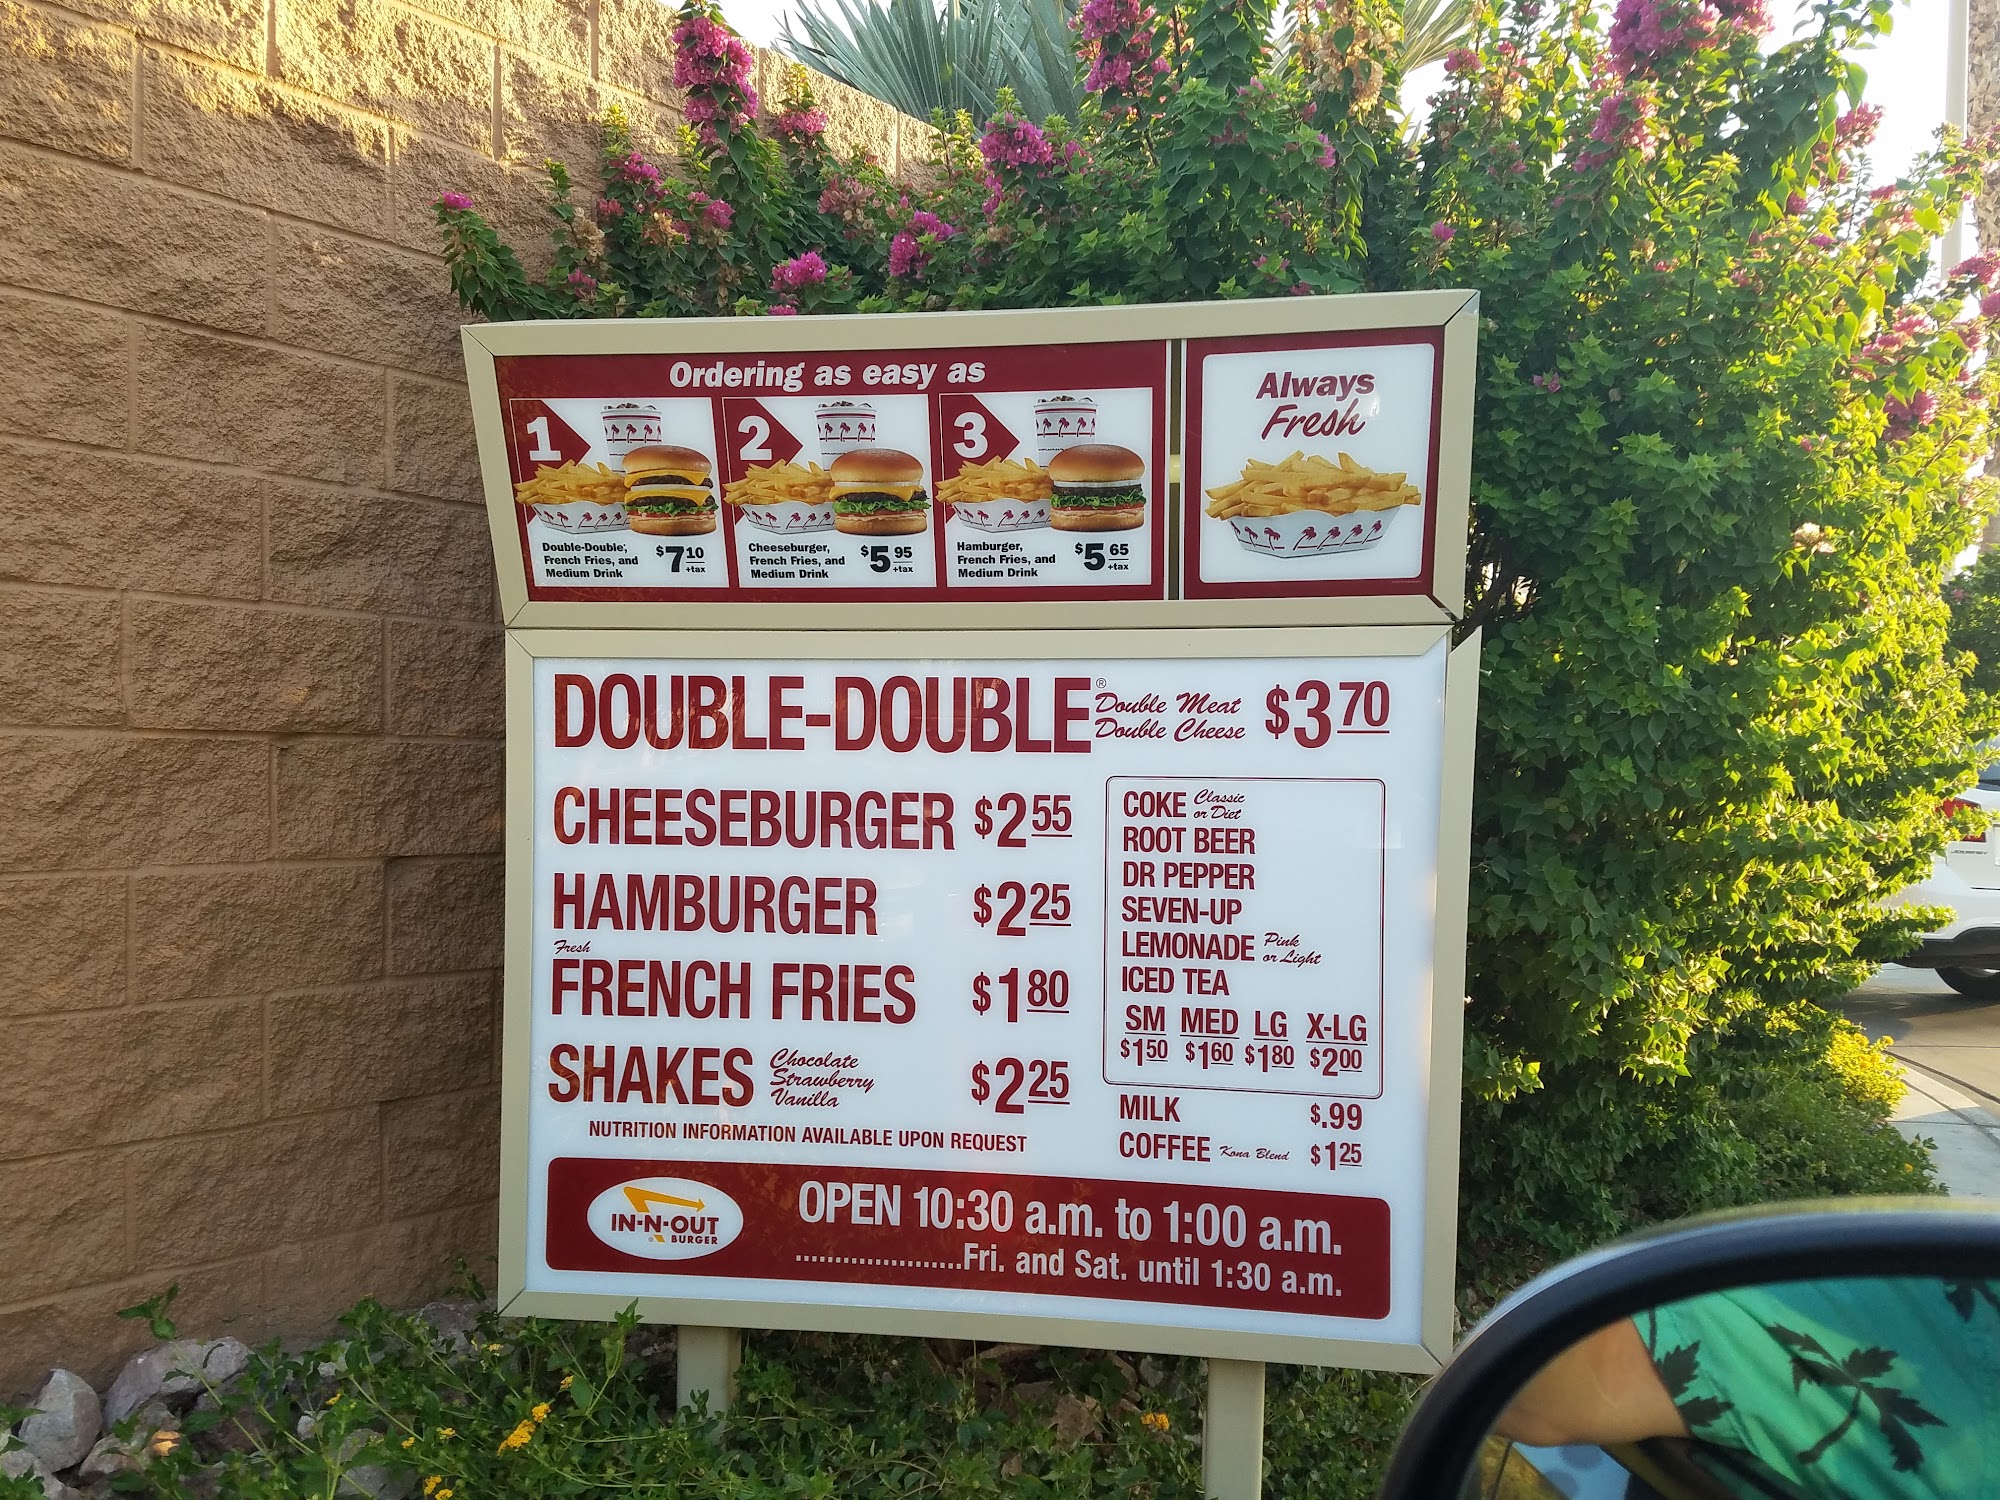 Ordering as easy as
1
Double-Double®,
French Fries, and
Medium Drink
$7 10
+tax
2
Cheeseburger,
French Fries, and
Medium Drink
$5 95
+tax
3
Hamburger,
French Fries, and
Medium Drink
$5 65
+tax
Always
Fresh
DOUBLE-DOUBLE® Double Meat Double Cheese $3 70
CHEESEBURGER $2 55
HAMBURGER $2 25
Fresh
FRENCH FRIES $1 80
SHAKES Chocolate Strawberry Vanilla $2 25
NUTRITION INFORMATION AVAILABLE UPON REQUEST
COKE Classic or Diet
ROOT BEER
DR PEPPER
SEVEN-UP
LEMONADE Pink or Light
ICED TEA
SM MED LG X-LG
$1 50 $1 60 $1 80 $2 00
MILK $.99
COFFEE Kona Blend $1 25
IN-N-OUT
BURGER
OPEN 10:30 a.m. to 1:00 a.m.
......................Fri. and Sat. until 1:30 a.m.